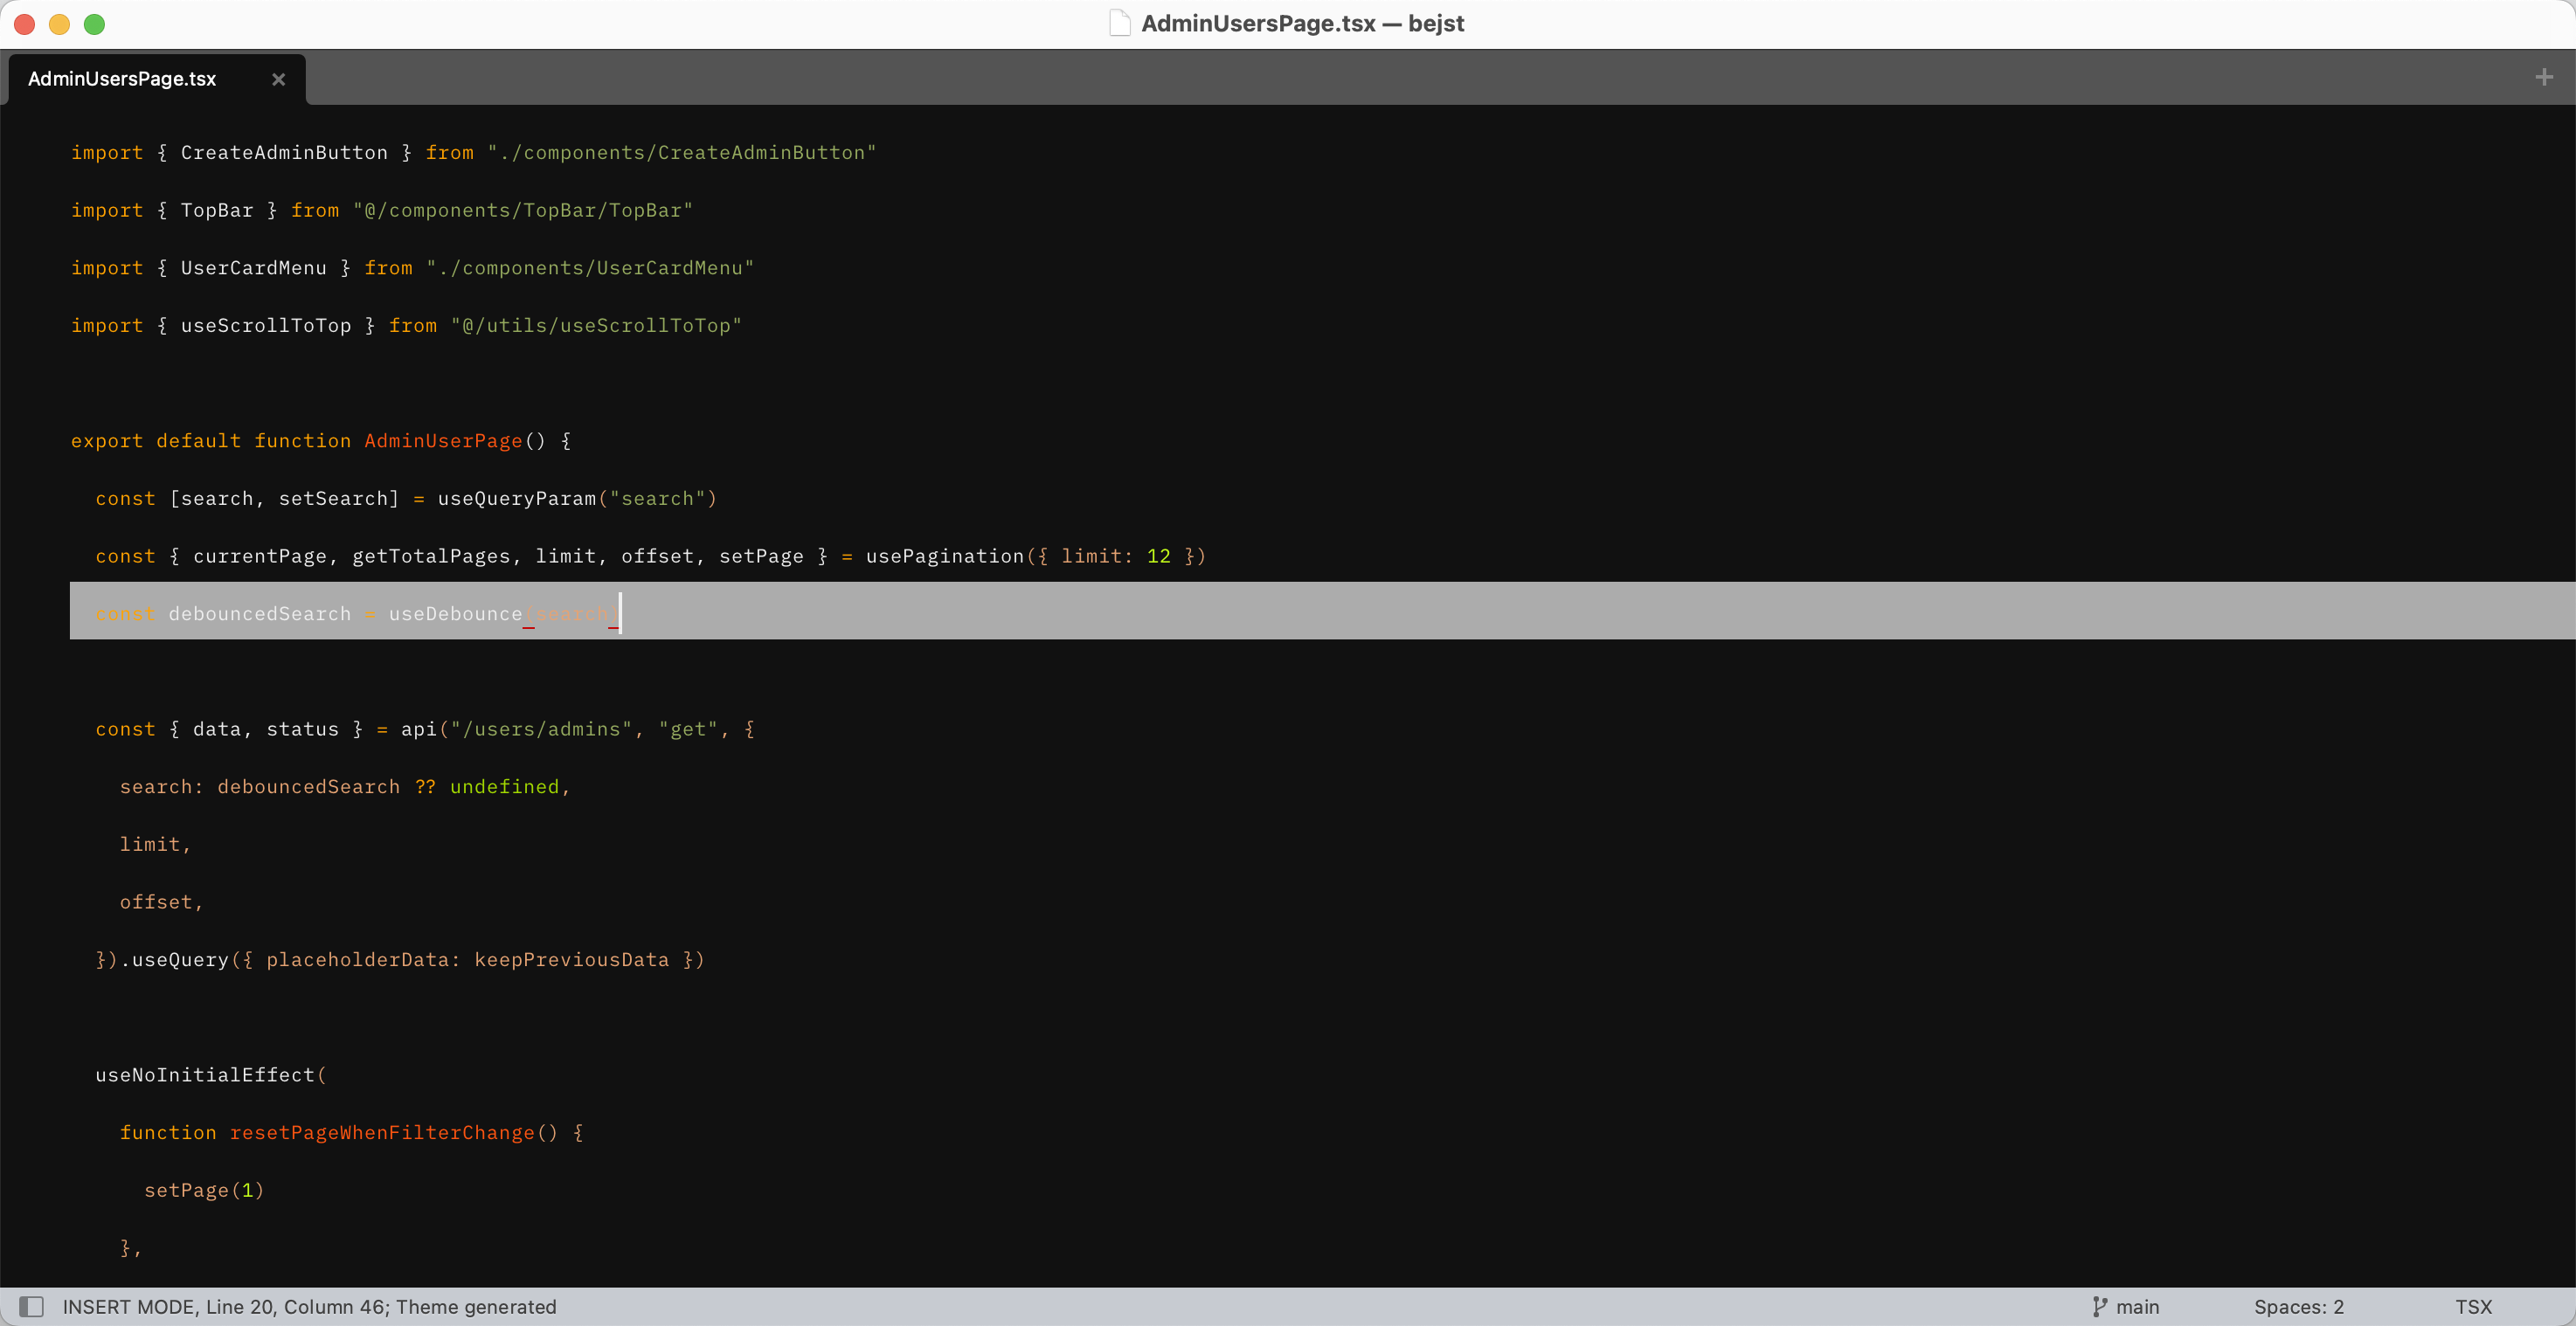 AdminUsersPage.tsx — bejst
AdminUsersPage.tsx
import { CreateAdminButton } from "./components/CreateAdminButton"
import { TopBar } from "@/components/TopBar/TopBar"
import { UserCardMenu } from "./components/UserCardMenu"
import { useScrollToTop } from "@/utils/useScrollToTop"
export default function AdminUserPage() {
  const [search, setSearch] = useQueryParam("search")
  const { currentPage, getTotalPages, limit, offset, setPage } = usePagination({ limit: 12 })
  const debouncedSearch = useDebounce(search)
  const { data, status } = api("/users/admins", "get", {
    search: debouncedSearch ?? undefined,
    limit,
    offset,
  }).useQuery({ placeholderData: keepPreviousData })
  useNoInitialEffect(
    function resetPageWhenFilterChange() {
      setPage(1)
    },
INSERT MODE, Line 20, Column 46; Theme generated
main
Spaces: 2
TSX